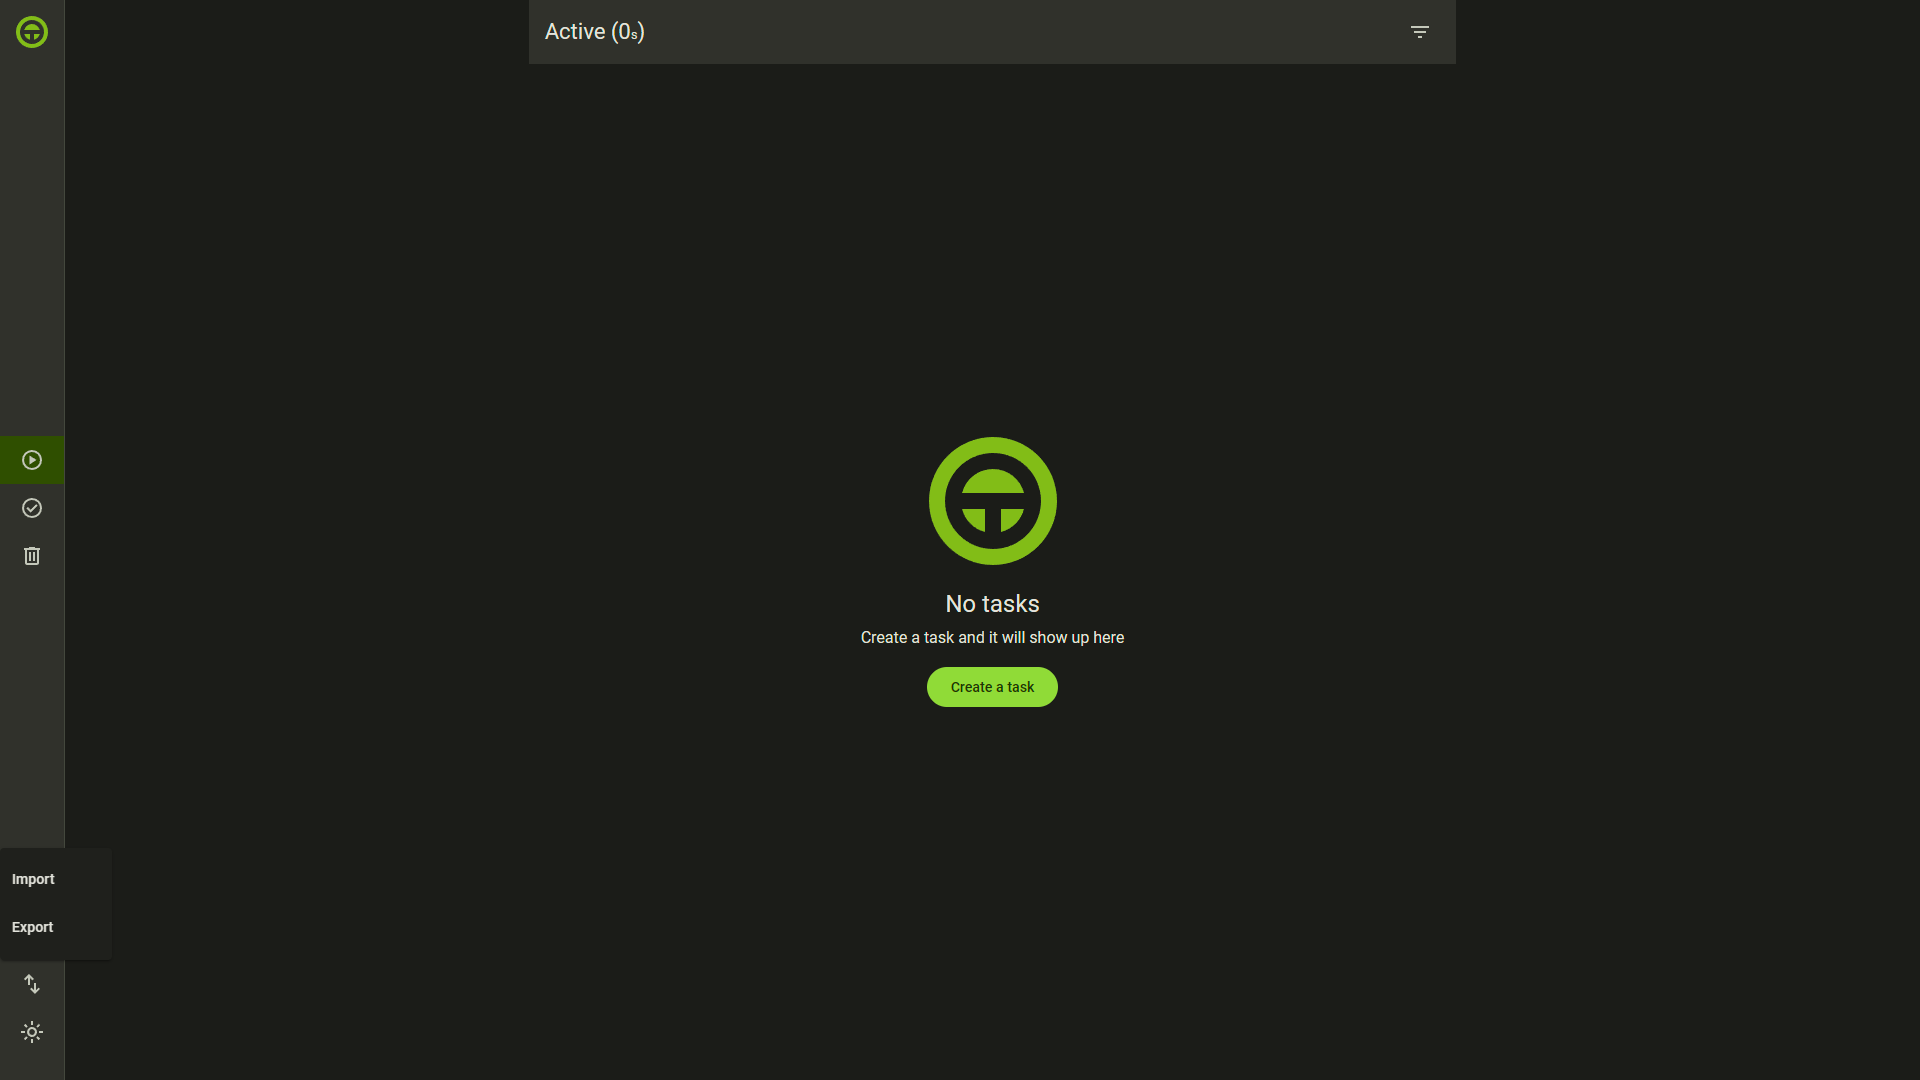 Active (0s)
No tasks
Create a task and it will show up here
Create a task
Import
Export